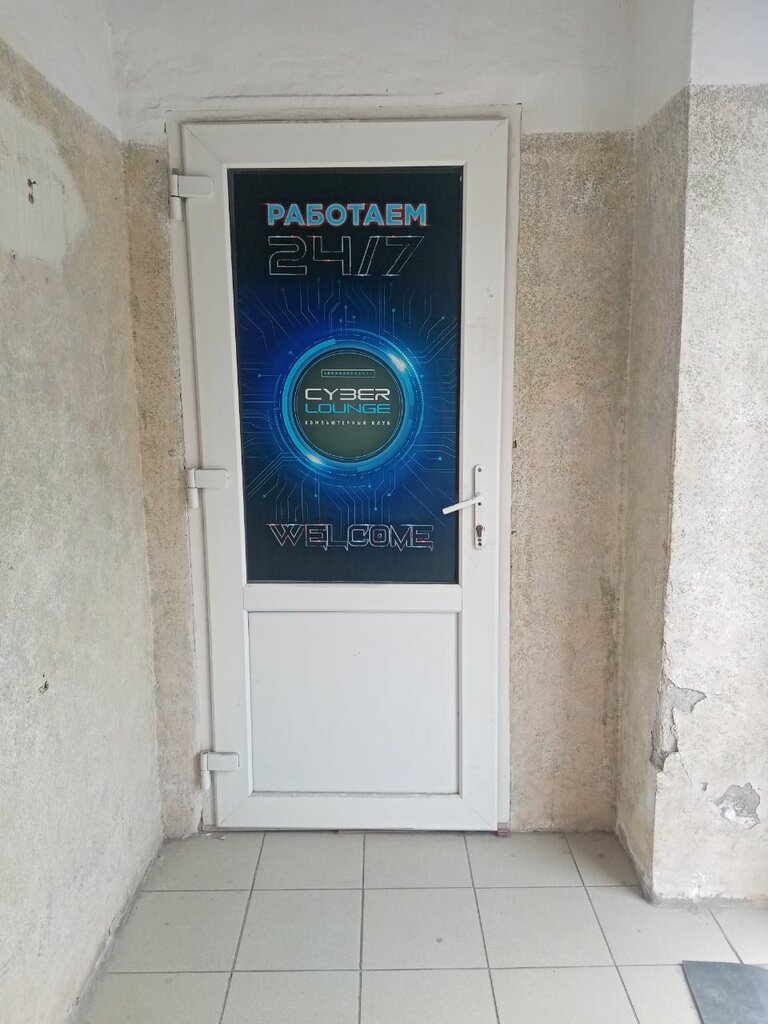 РАБОТАЕМ
24/7
CYBER
LOUNGE
КОМПЬЮТЕРНЫЙ КЛУБ
WELCOME